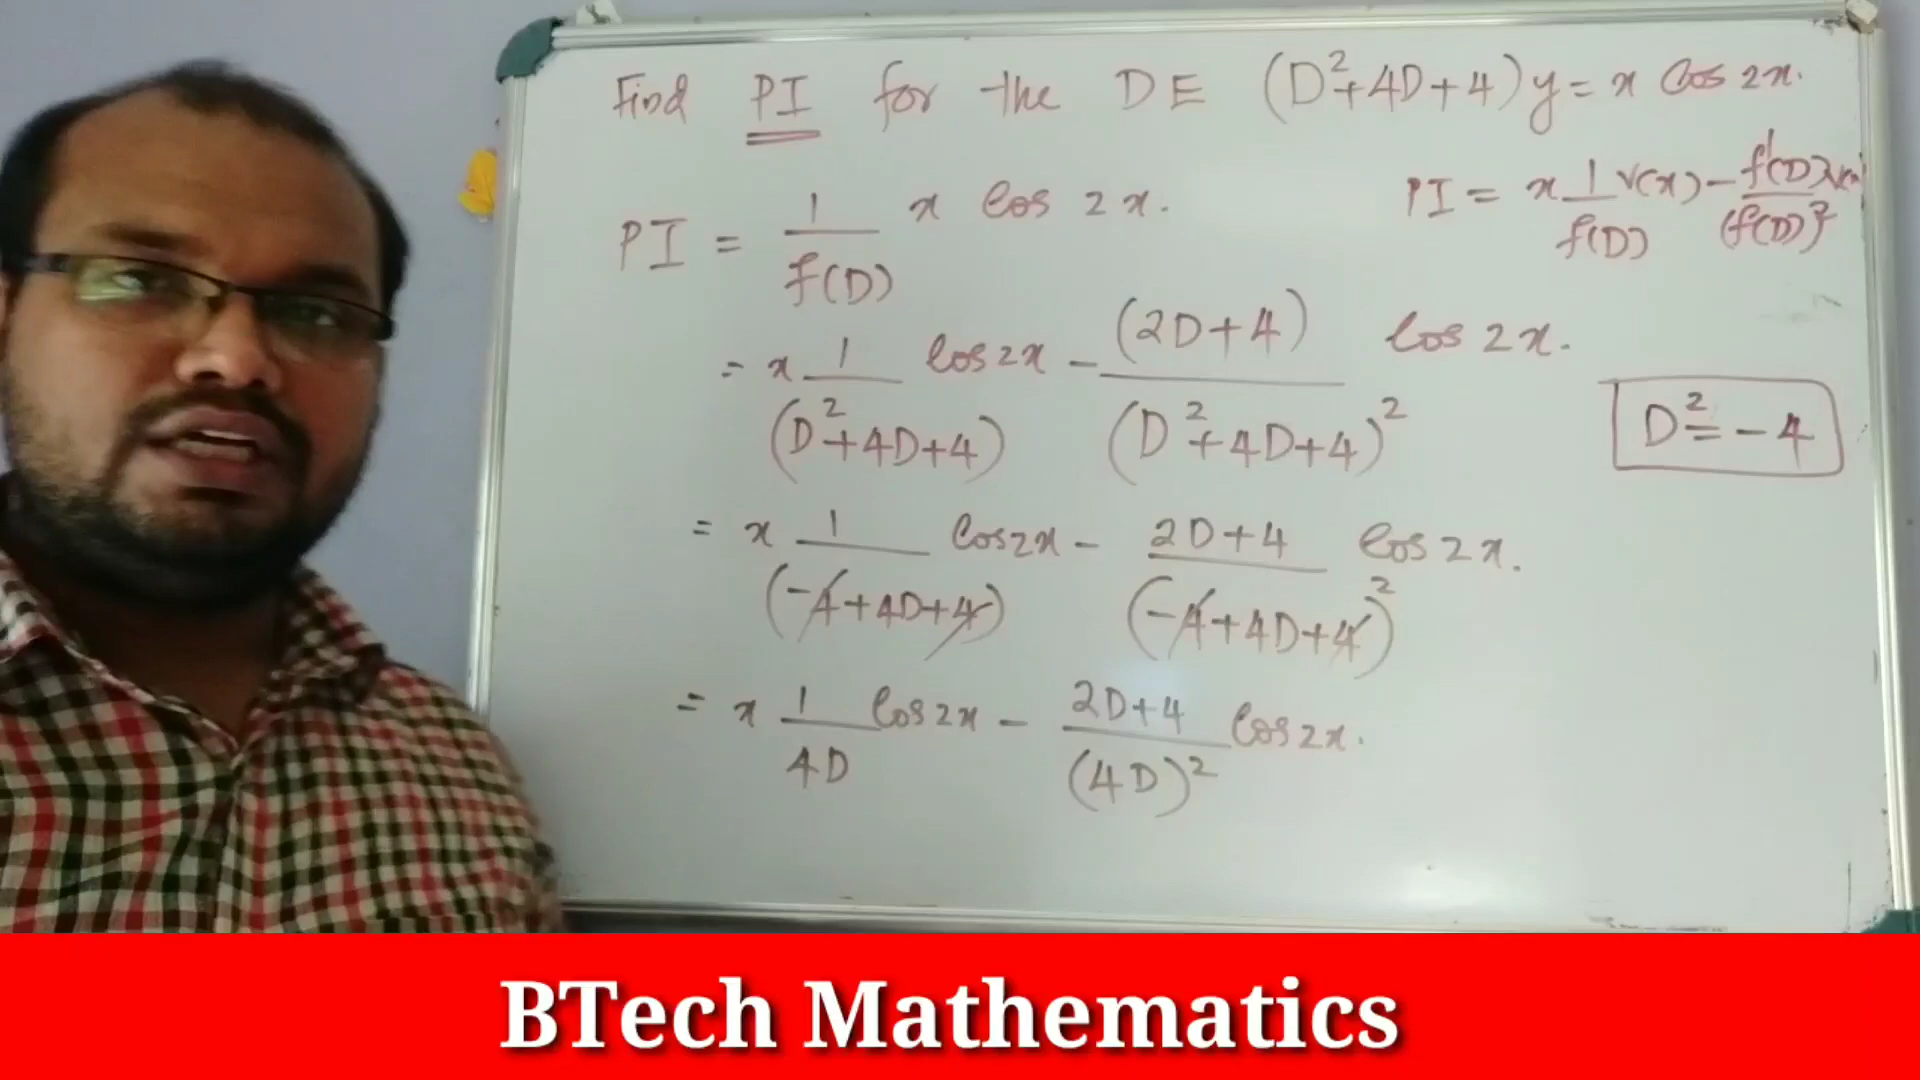 Find PI for the DE (D²+4D+4)y = x Cos 2x.
PI = 1/f(D) x Cos 2x.
PI = x 1/f(D) v(x) - f'(D) v(x)/(f(D))²
= x 1/(D²+4D+4) Cos 2x - (2D+4)/(D²+4D+4)² Cos 2x.
D² = -4
= x 1/(-4+4D+4) Cos 2x - 2D+4/(-4+4D+4)² Cos 2x.
= x 1/4D Cos 2x - 2D+4/(4D)² Cos 2x.
BTech Mathematics